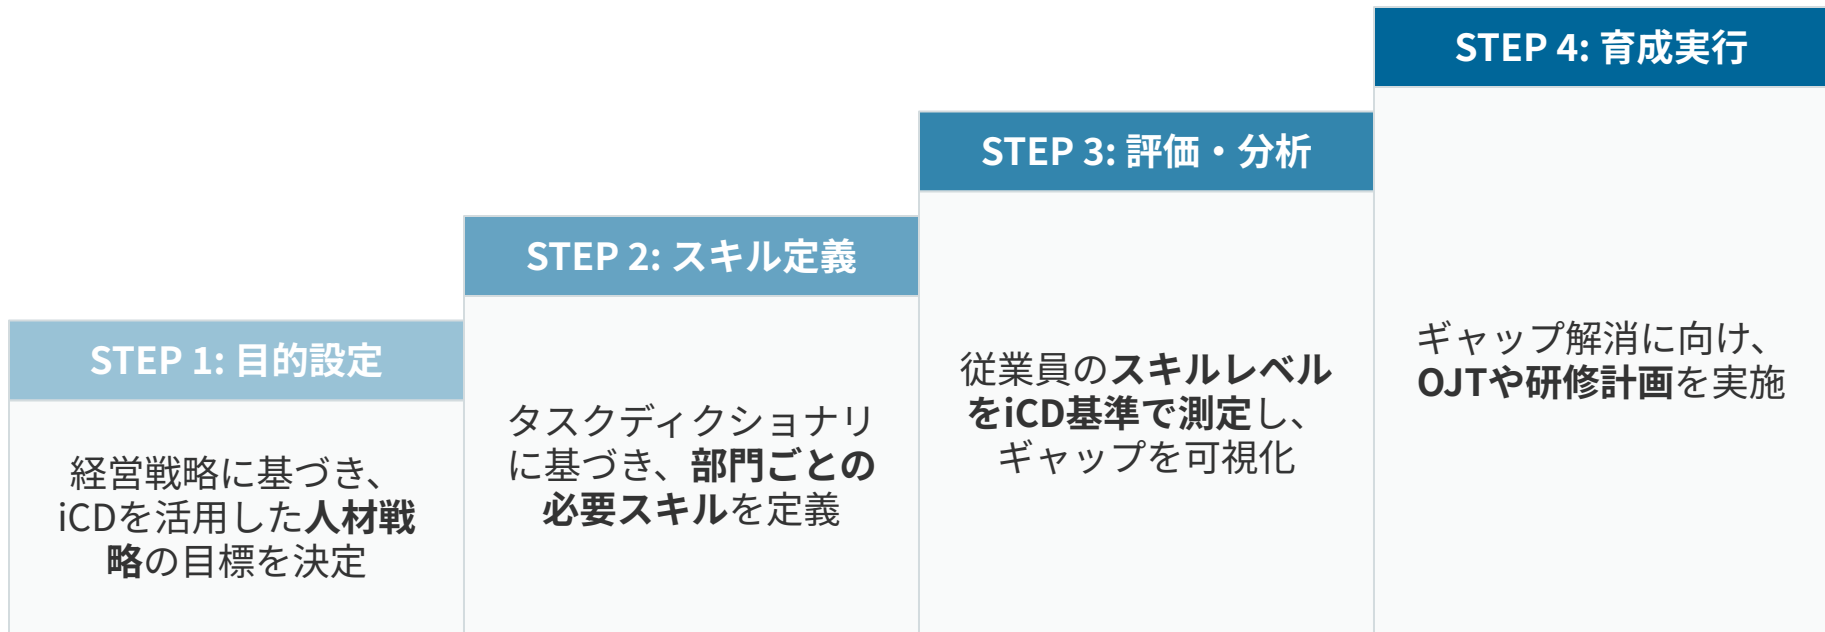 STEP 1: 目的設定
経営戦略に基づき、
iCDを活用した人材戦
略の目標を決定
STEP 2: スキル定義
タスクディクショナリ
に基づき、部門ごとの
必要スキルを定義
STEP 3: 評価・分析
従業員のスキルレベル
をiCD基準で測定し、
ギャップを可視化
STEP 4: 育成実行
ギャップ解消に向け、
OJTや研修計画を実施